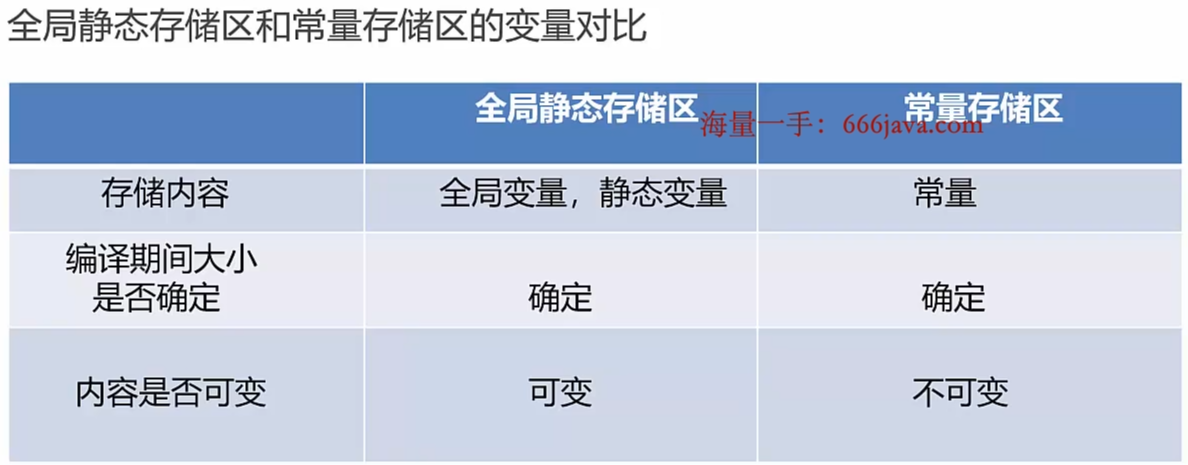 全局静态存储区和常量存储区的变量对比
全局静态存储区
常量存储区
海量一手：666java.com
存储内容
全局变量，静态变量
常量
编译期间大小
是否确定
确定
确定
内容是否可变
可变
不可变